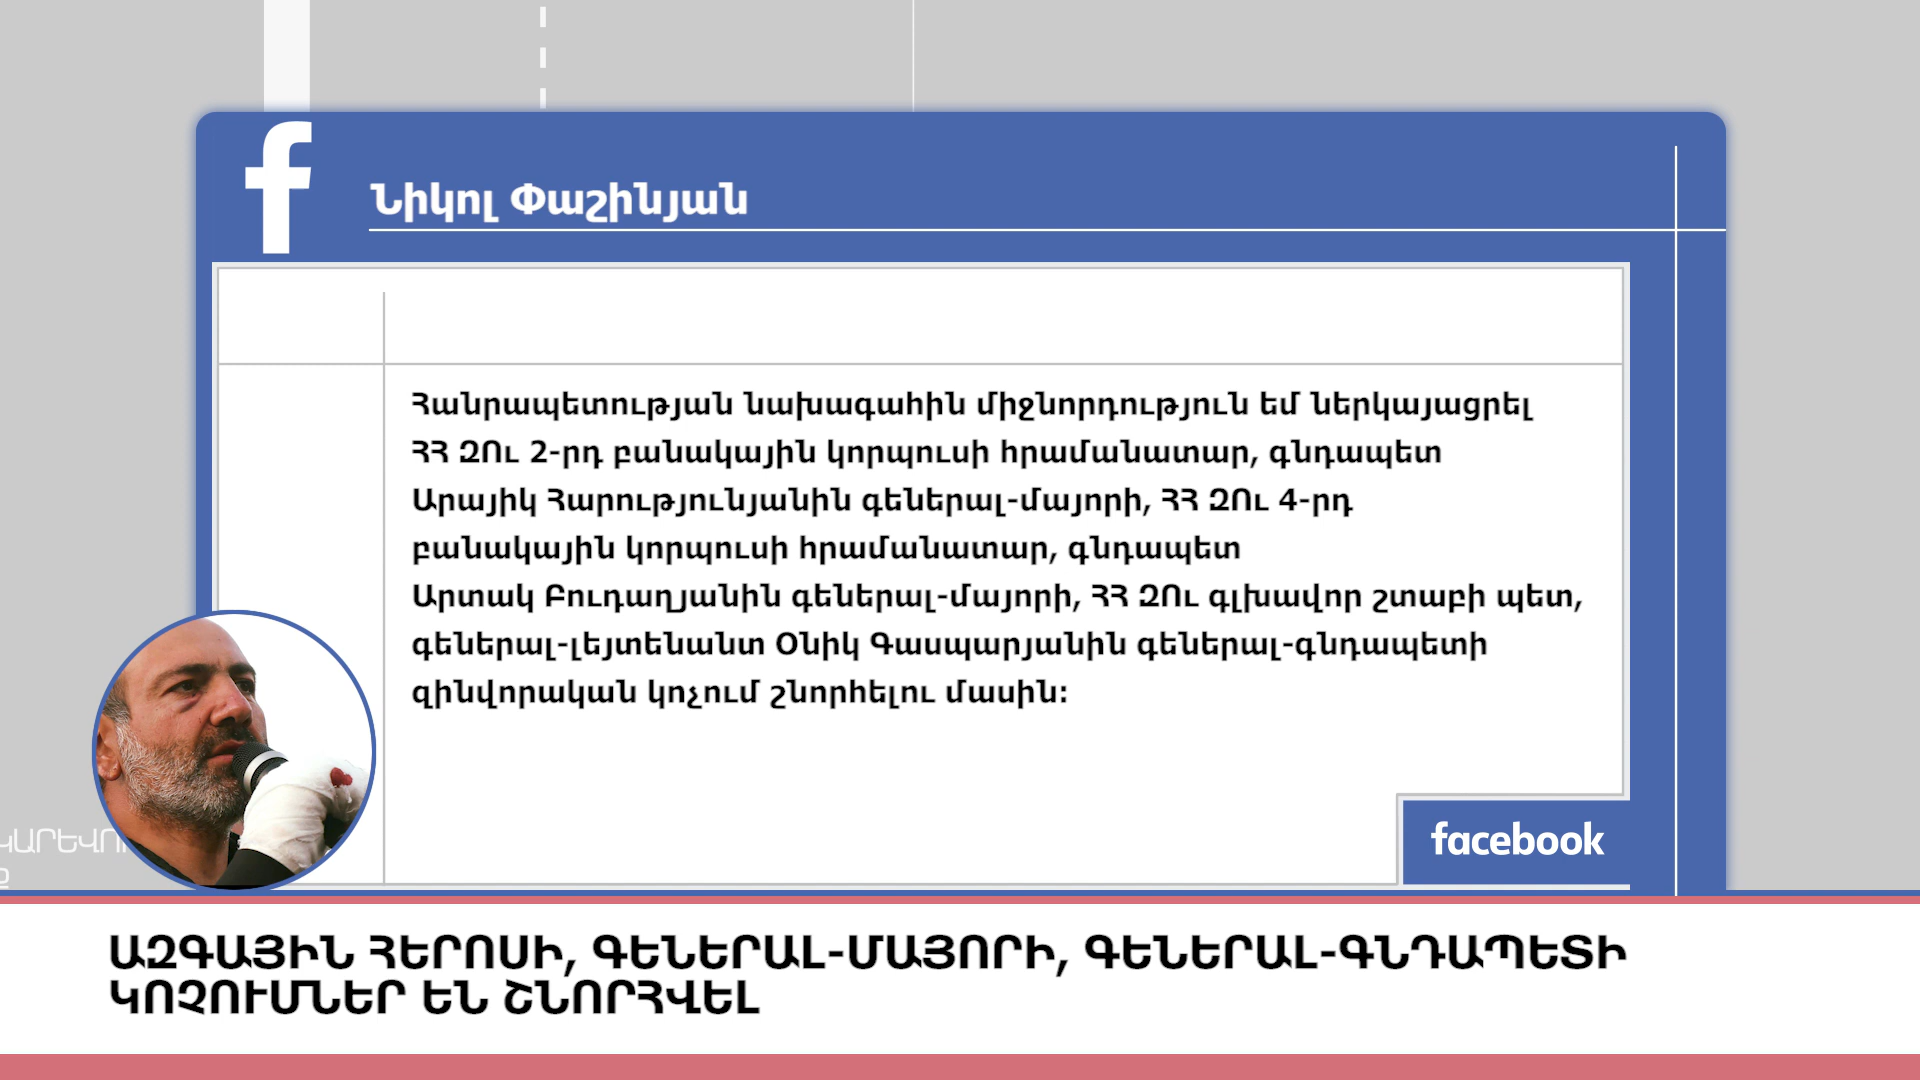 Նիկոլ Փաշինյան
Հանրապետության նախագահին միջնորդություն եմ ներկայացրել
ՀՀ ԶՈւ 2-րդ բանակային կորպուսի հրամանատար, գնդապետ
Արայիկ Հարությունյանին գեներալ-մայորի, ՀՀ ԶՈւ 4-րդ
բանակային կորպուսի հրամանատար, գնդապետ
Արտակ Բուդաղյանին գեներալ-մայորի, ՀՀ ԶՈւ գլխավոր շտաբի պետ,
գեներալ-լեյտենանտ Օնիկ Գասպարյանին գեներալ-գնդապետի
զինվորական կոչում շնորհելու մասին:
facebook
ԱԶԳԱՅԻՆ ՀԵՐՈՍԻ, ԳԵՆԵՐԱԼ-ՄԱՅՈՐԻ, ԳԵՆԵՐԱԼ-ԳՆԴԱՊԵՏԻ
ԿՈՉՈՒՄՆԵՐ ԵՆ ՇՆՈՐՀՎԵԼ